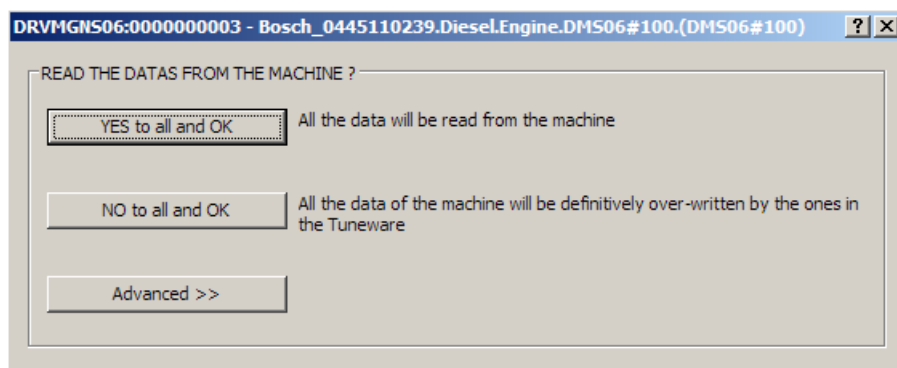 DRVMGNS06:0000000003 - Bosch_0445110239.Diesel.Engine.DMS06#100.(DMS06#100)
READ THE DATAS FROM THE MACHINE ?
YES to all and OK All the data will be read from the machine
NO to all and OK All the data of the machine will be definitively over-written by the ones in
the Tuneware
Advanced >>